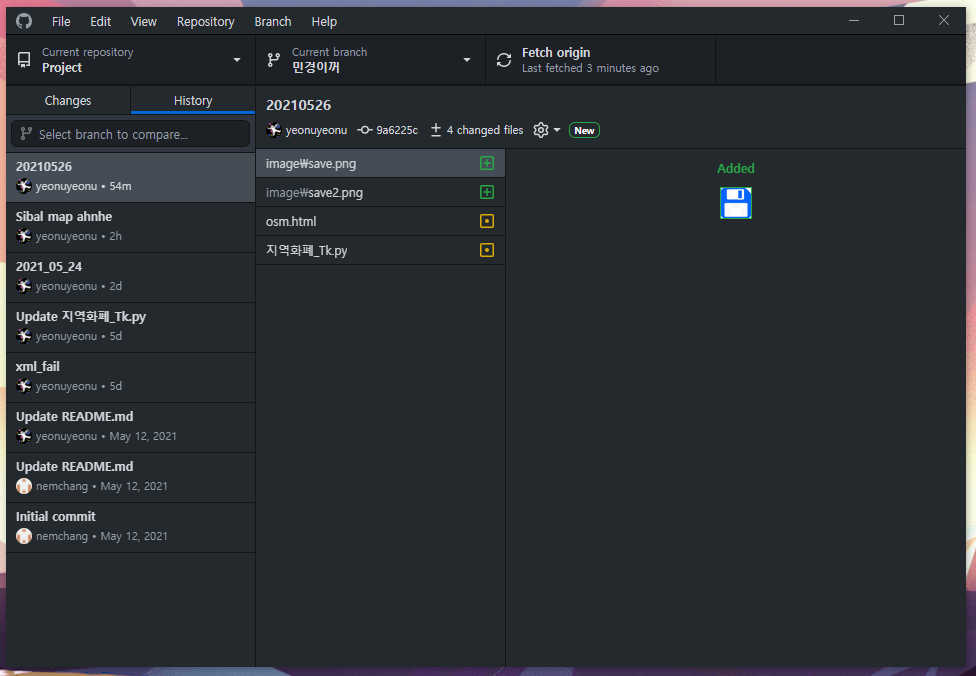 File Edit View Repository Branch Help
Current repository
Project
Current branch
민경이꺼
Fetch origin
Last fetched 3 minutes ago
Changes
History
Select branch to compare...
20210526
yeonuyeonu • 54m
Sibal map ahnhe
yeonuyeonu • 2h
2021_05_24
yeonuyeonu • 2d
Update 지역화폐_Tk.py
yeonuyeonu • 5d
xml_fail
yeonuyeonu • 5d
Update README.md
yeonuyeonu • May 12, 2021
Update README.md
nemchang • May 12, 2021
Initial commit
nemchang • May 12, 2021
20210526
yeonuyeonu 9a6225c 4 changed files New
image₩save.png
image₩save2.png
osm.html
지역화폐_Tk.py
Added